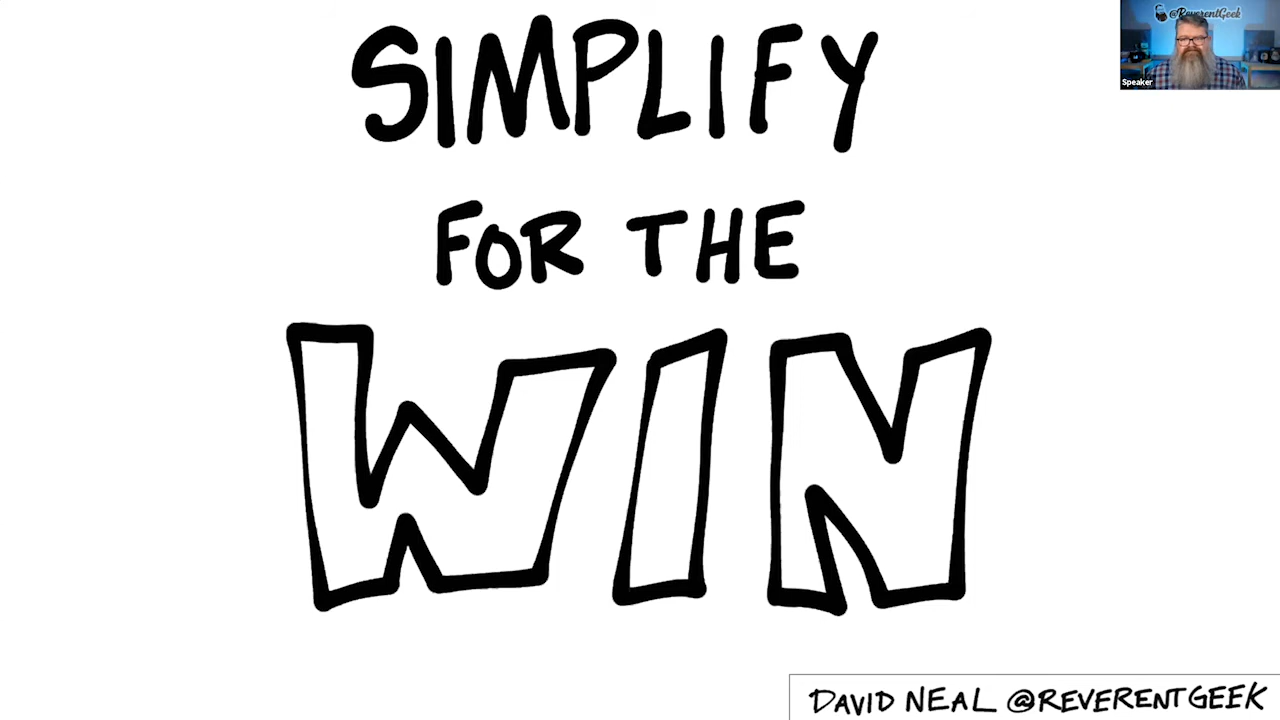 SIMPLIFY
FOR THE
WIN
@ReverentGeek
Speaker
DAVID NEAL @REVERENTGEEK